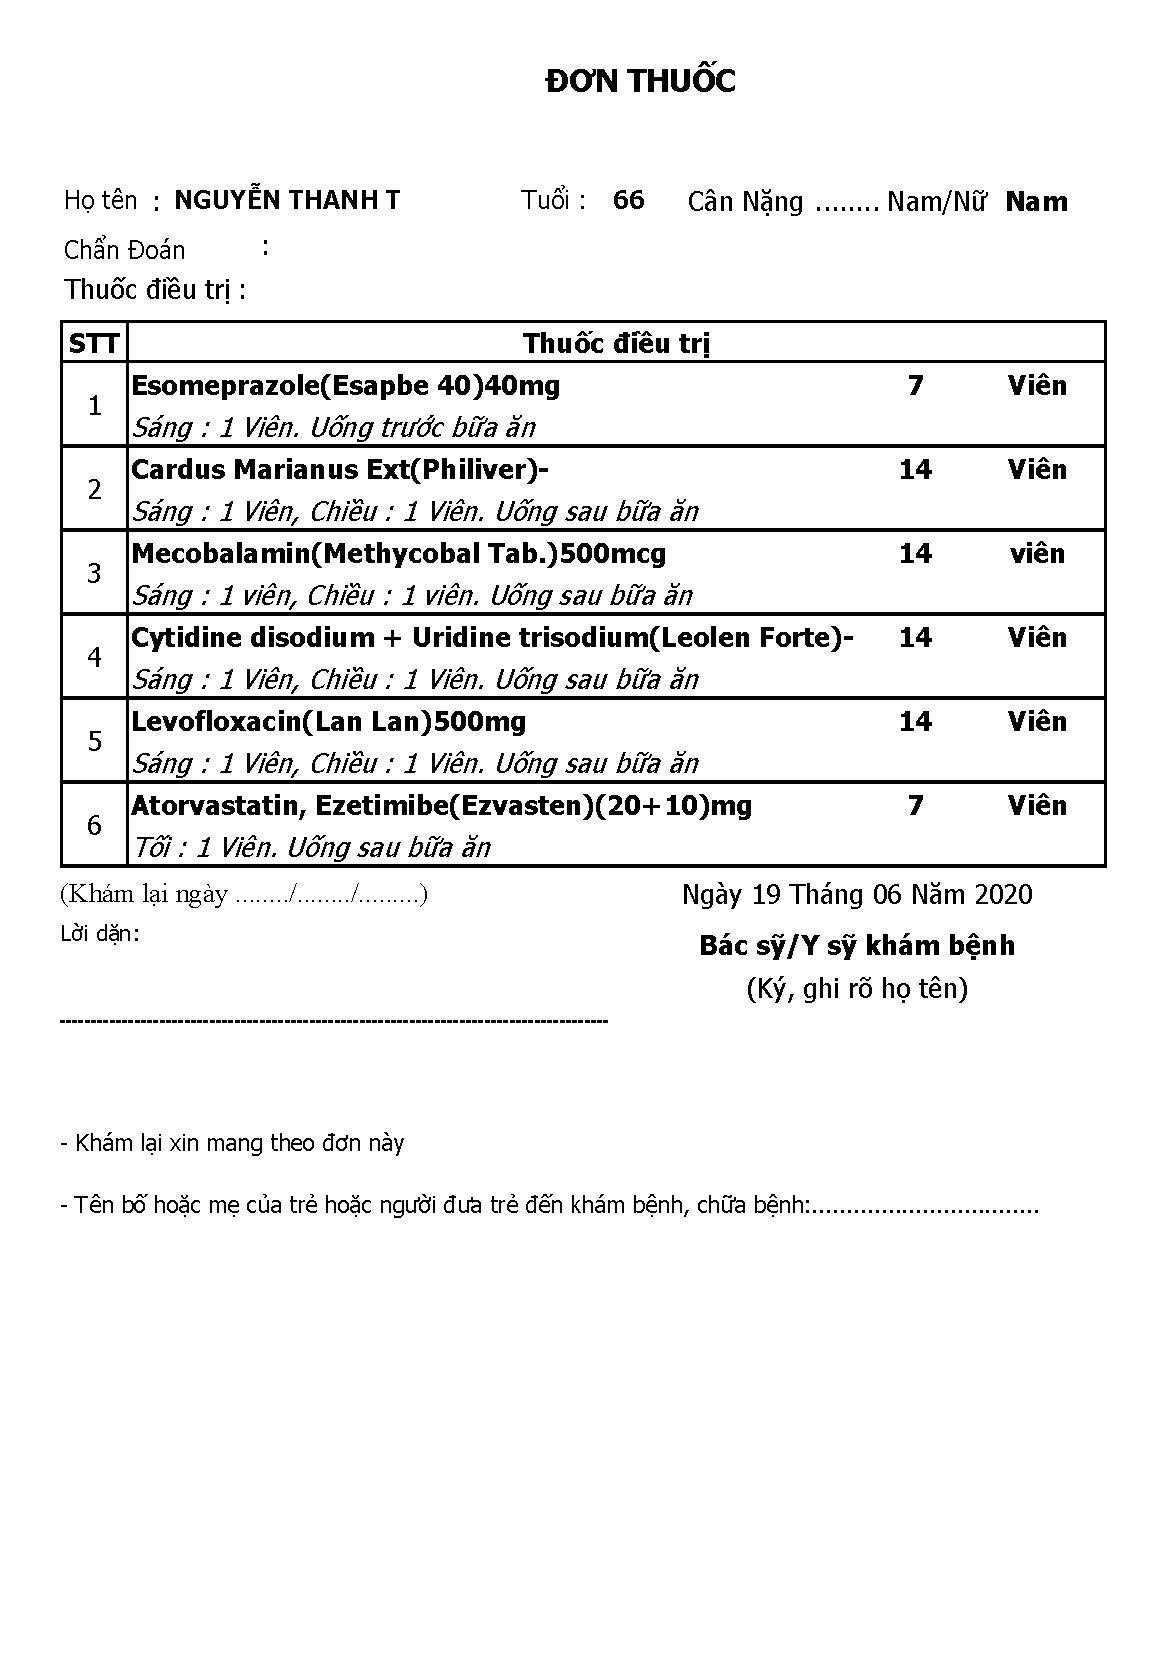 ĐƠN THUỐC
Họ tên : NGUYỄN THANH T Tuổi : 66 Cân Nặng ........ Nam/Nữ Nam
Chẩn Đoán :
Thuốc điều trị :
STT Thuốc điều trị
1 Esomeprazole(Esapbe 40)40mg 7 Viên
Sáng : 1 Viên. Uống trước bữa ăn
2 Cardus Marianus Ext(Philiver)- 14 Viên
Sáng : 1 Viên, Chiều : 1 Viên. Uống sau bữa ăn
3 Mecobalamin(Methycobal Tab.)500mcg 14 viên
Sáng : 1 viên, Chiều : 1 viên. Uống sau bữa ăn
4 Cytidine disodium + Uridine trisodium(Leolen Forte)- 14 Viên
Sáng : 1 Viên, Chiều : 1 Viên. Uống sau bữa ăn
5 Levofloxacin(Lan Lan)500mg 14 Viên
Sáng : 1 Viên, Chiều : 1 Viên. Uống sau bữa ăn
6 Atorvastatin, Ezetimibe(Ezvasten)(20+10)mg 7 Viên
Tối : 1 Viên. Uống sau bữa ăn
(Khám lại ngày ......../......../.........) Ngày 19 Tháng 06 Năm 2020
Lời dặn:
Bác sỹ/Y sỹ khám bệnh
(Ký, ghi rõ họ tên)
- Khám lại xin mang theo đơn này
- Tên bố hoặc mẹ của trẻ hoặc người đưa trẻ đến khám bệnh, chữa bệnh:.................................